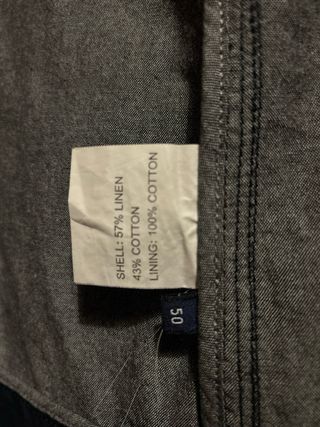 SHELL: 57% LINEN
43% COTTON
LINING: 100% COTTON
50